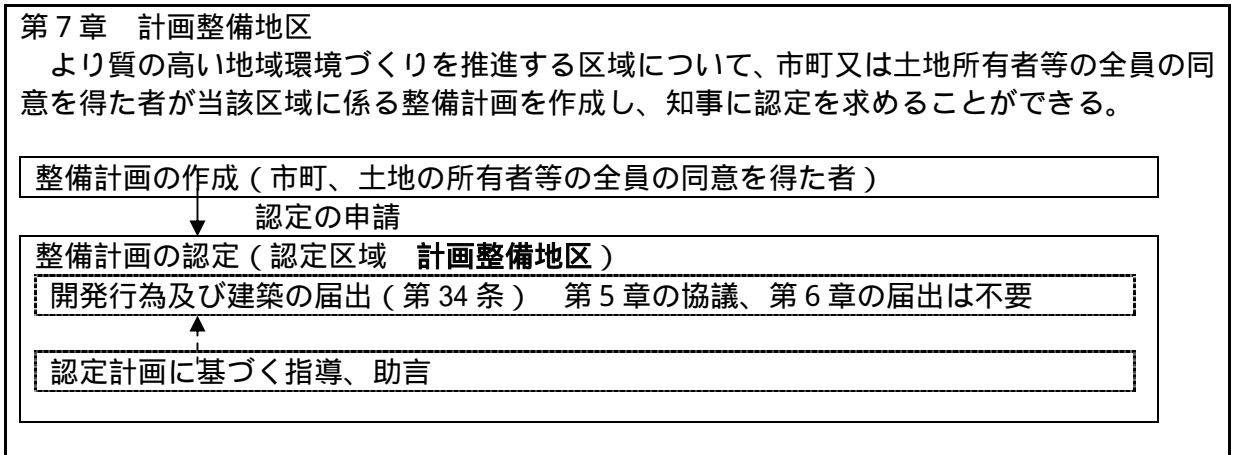 第７章　計画整備地区
　より質の高い地域環境づくりを推進する区域について、市町又は土地所有者等の全員の同
意を得た者が当該区域に係る整備計画を作成し、知事に認定を求めることができる。
整備計画の作成（市町、土地の所有者等の全員の同意を得た者）
認定の申請
整備計画の認定（認定区域　計画整備地区）
開発行為及び建築の届出（第 34 条）　第５章の協議、第６章の届出は不要
認定計画に基づく指導、助言